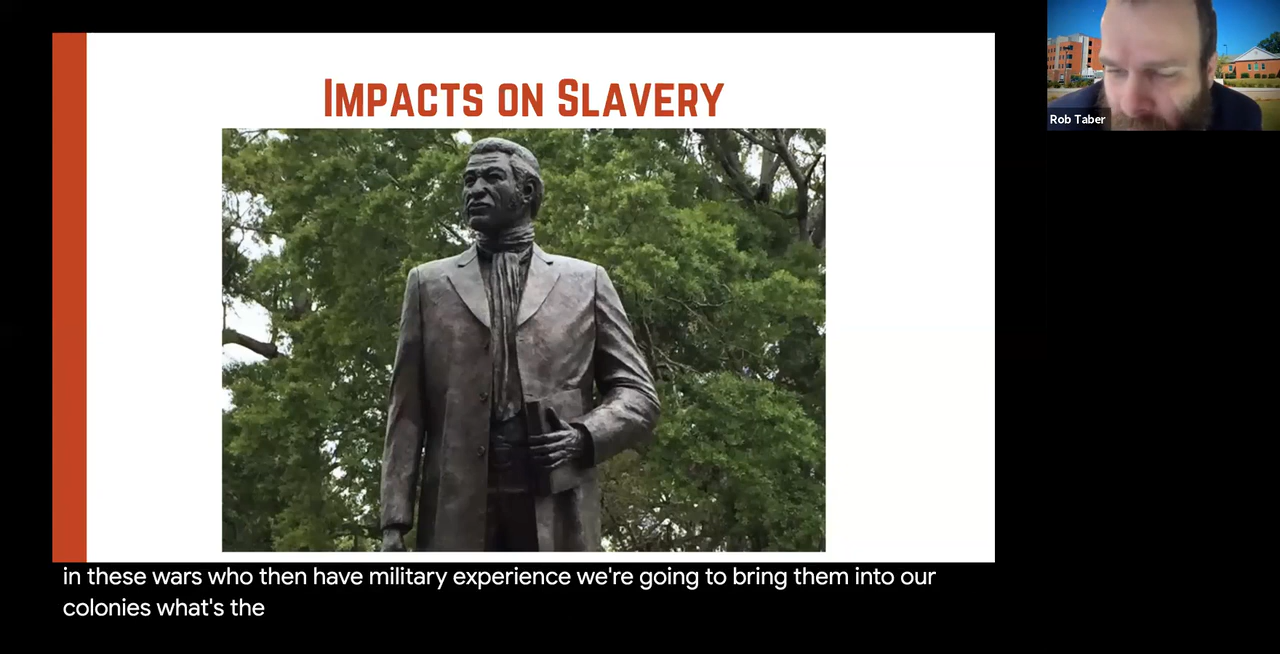 IMPACTS ON SLAVERY
Rob Taber
in these wars who then have military experience we're going to bring them into our
colonies what's the